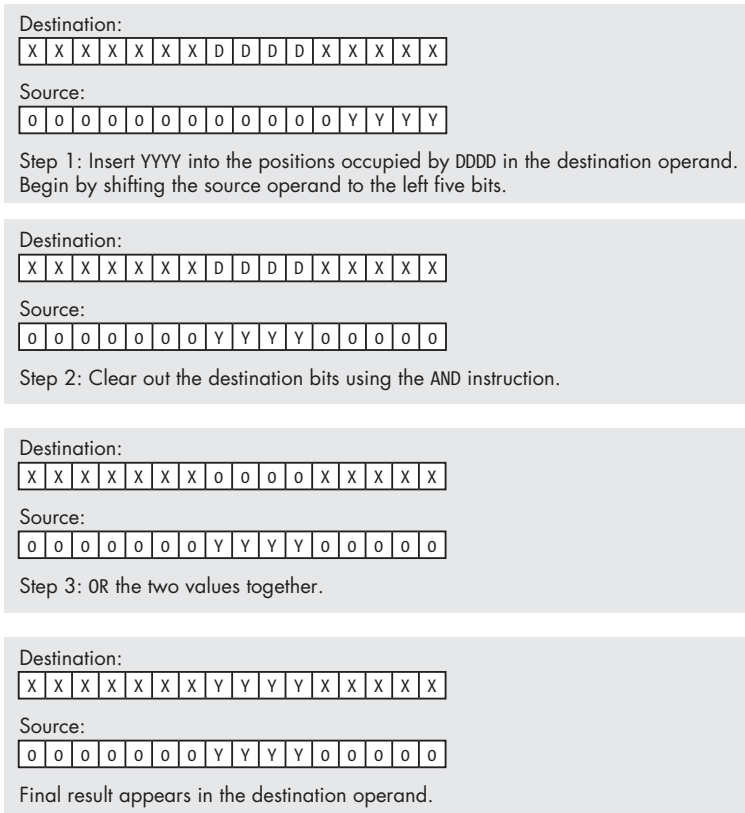 Destination:
X X X X X X X D D D D X X X X X
Source:
0 0 0 0 0 0 0 0 0 0 0 0 Y Y Y Y
Step 1: Insert YYYY into the positions occupied by DDDD in the destination operand.
Begin by shifting the source operand to the left five bits.
Destination:
X X X X X X X D D D D X X X X X
Source:
0 0 0 0 0 0 0 Y Y Y Y 0 0 0 0 0
Step 2: Clear out the destination bits using the AND instruction.
Destination:
X X X X X X X 0 0 0 0 X X X X X
Source:
0 0 0 0 0 0 0 Y Y Y Y 0 0 0 0 0
Step 3: OR the two values together.
Destination:
X X X X X X X Y Y Y Y X X X X X
Source:
0 0 0 0 0 0 0 Y Y Y Y 0 0 0 0 0
Final result appears in the destination operand.